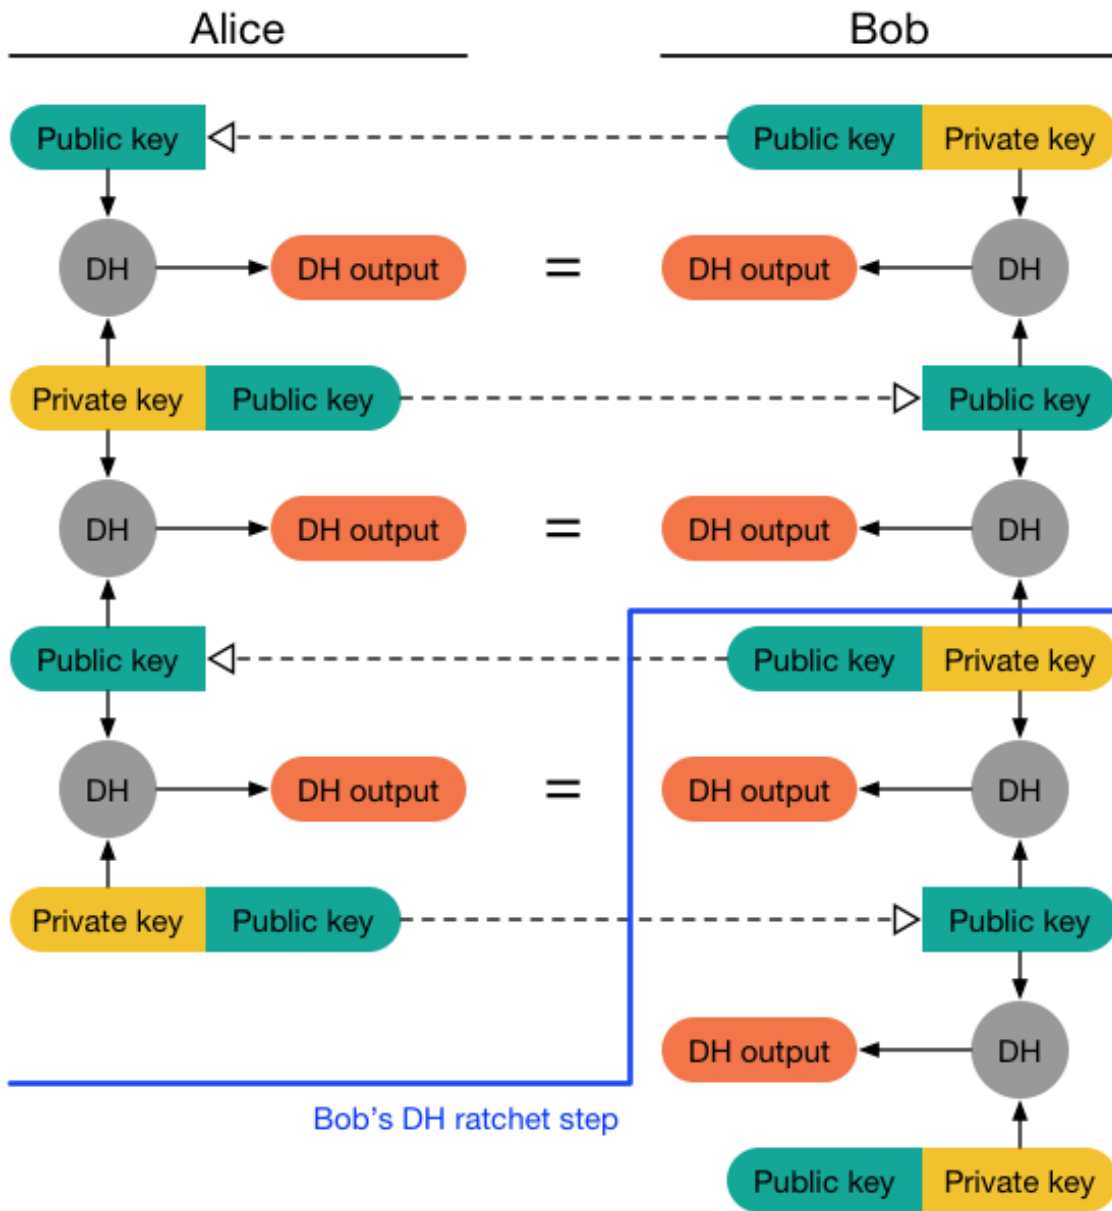 Alice Bob
Public key Public key Private key
DH DH output = DH output DH
Private key Public key Public key
DH DH output = DH output DH
Public key Public key Private key
DH DH output = DH output DH
Private key Public key Public key
DH output DH
Bob's DH ratchet step
Public key Private key